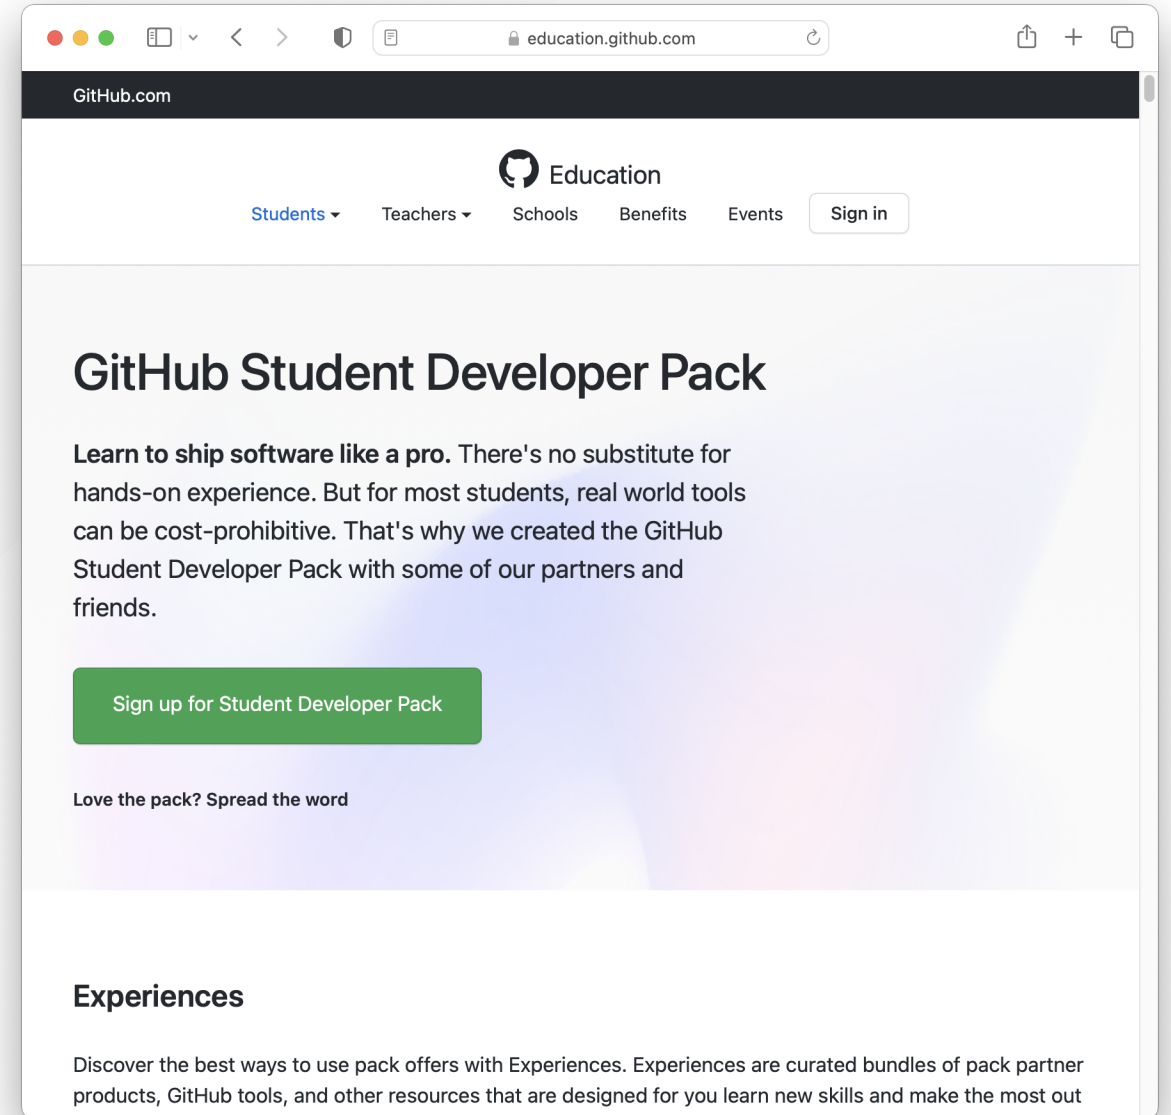 education.github.com
GitHub.com
Education
Students Teachers Schools Benefits Events Sign in
GitHub Student Developer Pack
Learn to ship software like a pro. There's no substitute for
hands-on experience. But for most students, real world tools
can be cost-prohibitive. That's why we created the GitHub
Student Developer Pack with some of our partners and
friends.
Sign up for Student Developer Pack
Love the pack? Spread the word
Experiences
Discover the best ways to use pack offers with Experiences. Experiences are curated bundles of pack partner
products, GitHub tools, and other resources that are designed for you learn new skills and make the most out